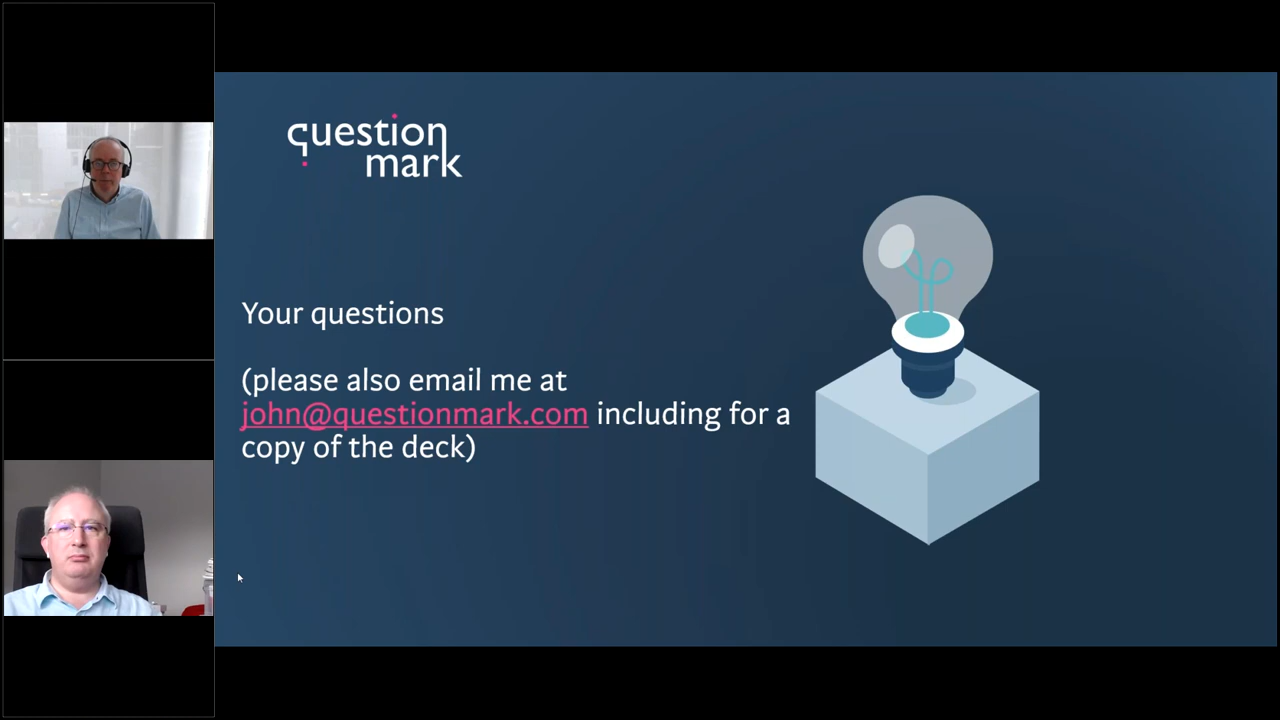 question
mark
Your questions
(please also email me at
john@questionmark.com including for a
copy of the deck)